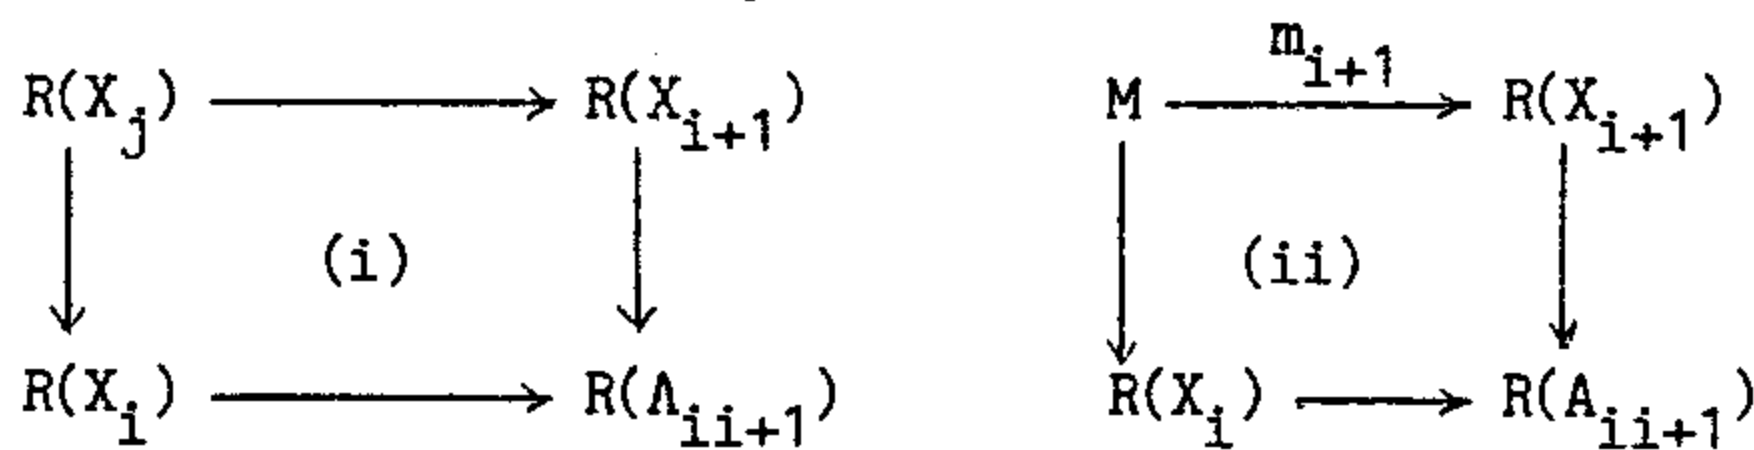 m_{i+1}
R(X_j) ⟶ R(X_{i+1}) M ⟶ R(X_{i+1})
(i) (ii)
R(X_i) ⟶ R(Λ_{ii+1}) R(X_i) ⟶ R(A_{ii+1})